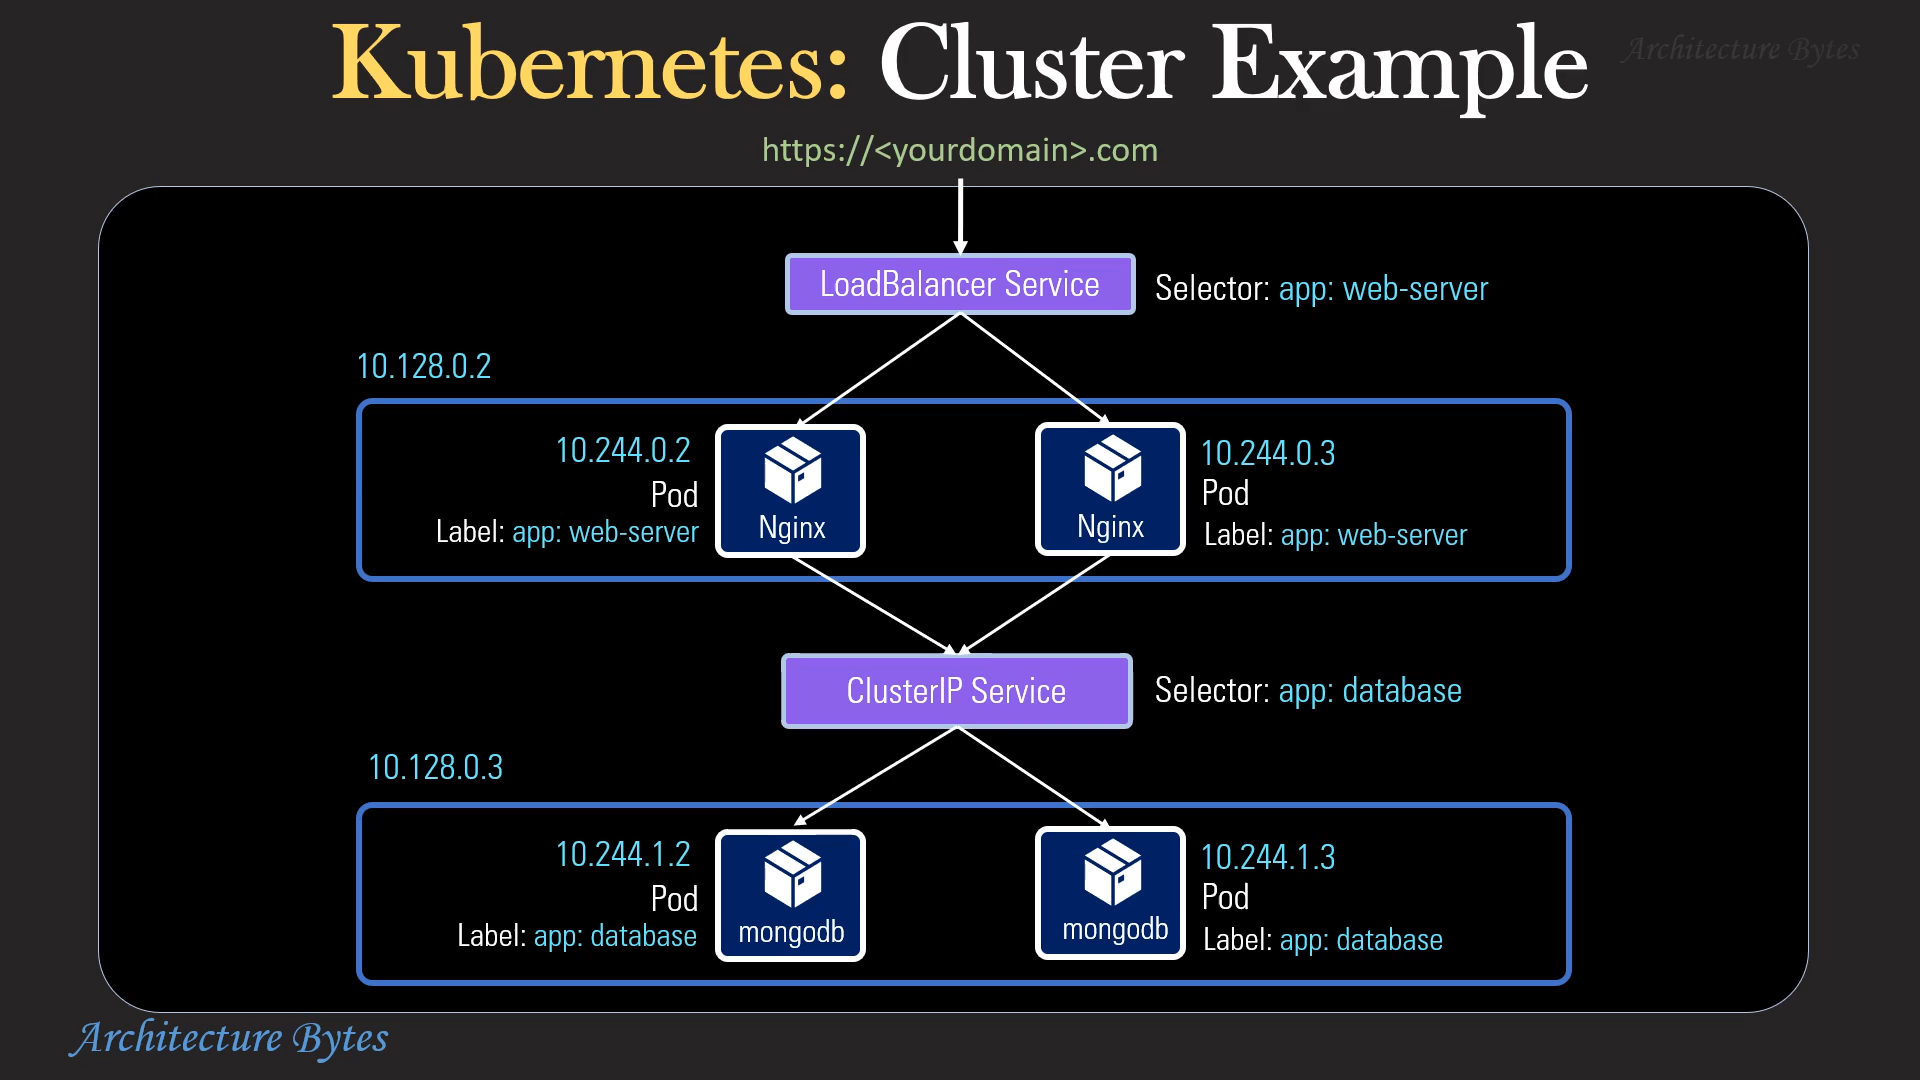 Kubernetes: Cluster Example
Architecture Bytes
https://<yourdomain>.com
LoadBalancer Service
Selector: app: web-server
10.128.0.2
10.244.0.2
Pod
Label: app: web-server
Nginx
Nginx
10.244.0.3
Pod
Label: app: web-server
ClusterIP Service
Selector: app: database
10.128.0.3
10.244.1.2
Pod
Label: app: database
mongodb
mongodb
10.244.1.3
Pod
Label: app: database
Architecture Bytes